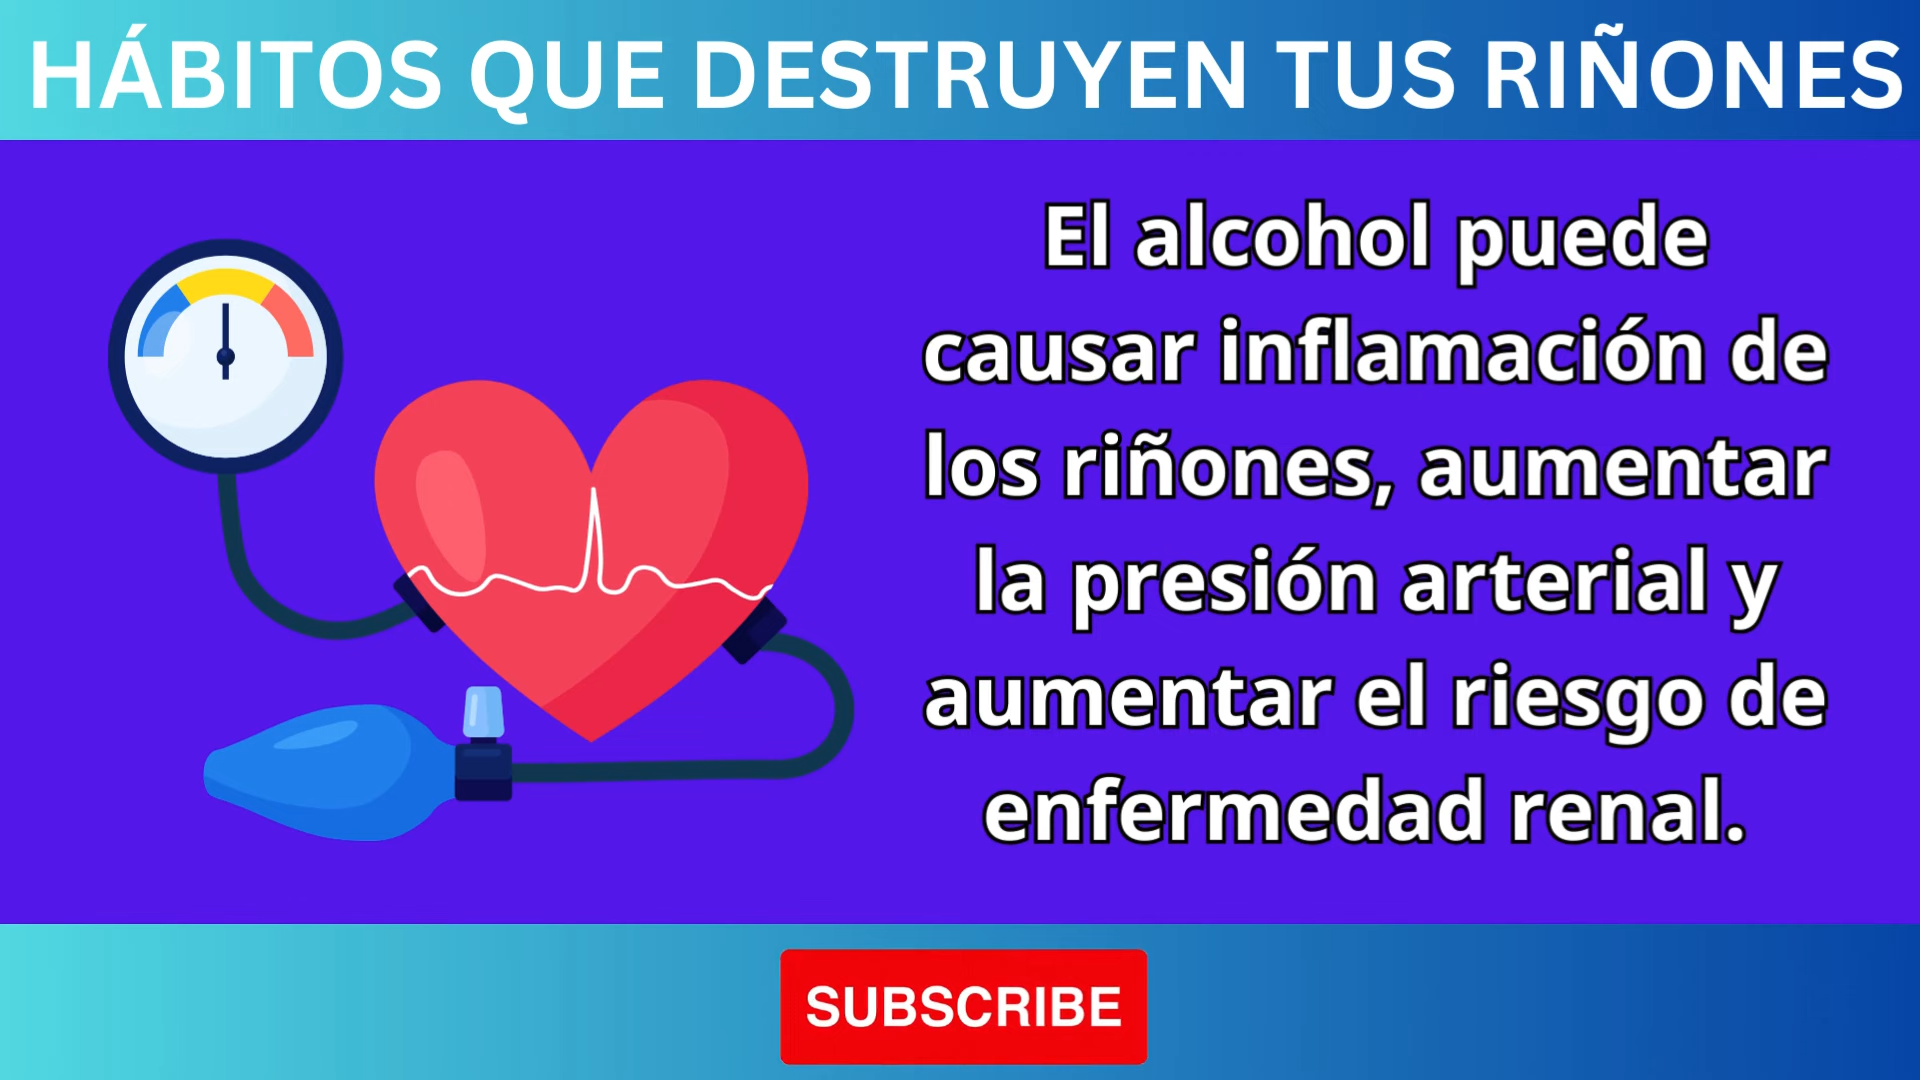 HÁBITOS QUE DESTRUYEN TUS RIÑONES
El alcohol puede
causar inflamación de
los riñones, aumentar
la presión arterial y
aumentar el riesgo de
enfermedad renal.
SUBSCRIBE